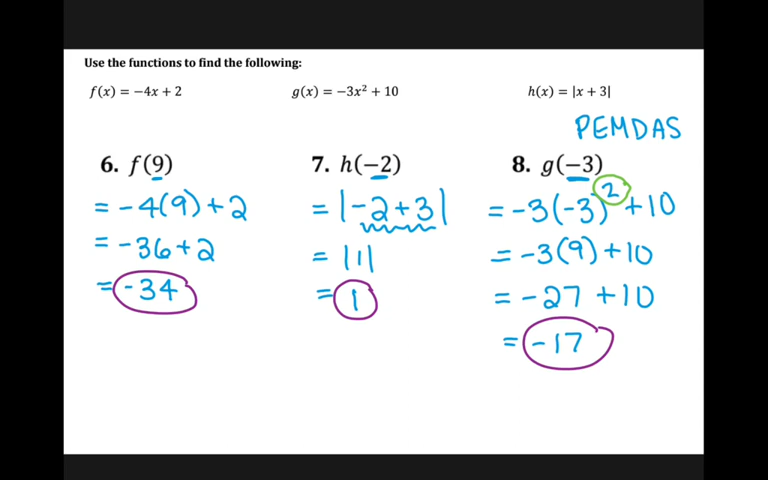 Use the functions to find the following:
f(x) = −4x + 2 g(x) = −3x² + 10 h(x) = |x + 3|
PEMDAS
6. f(9) 7. h(−2) 8. g(−3)
= -4(9) + 2 = |-2+3| = -3(-3)² + 10
= -36 + 2 = |1| = -3(9) + 10
= -34 = 1 = -27 + 10
= -17